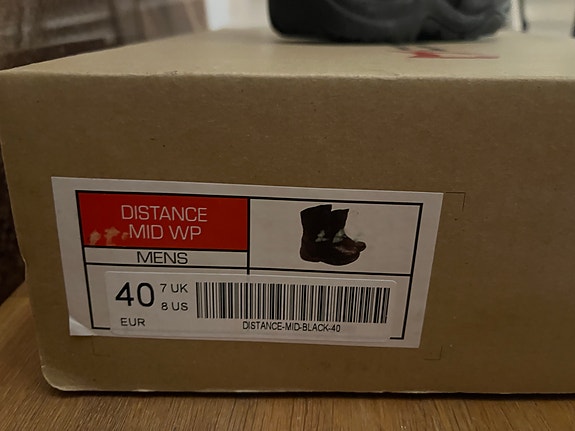 DISTANCE
MID WP
MENS
40 7 UK
8 US
EUR
DISTANCE-MID-BLACK-40